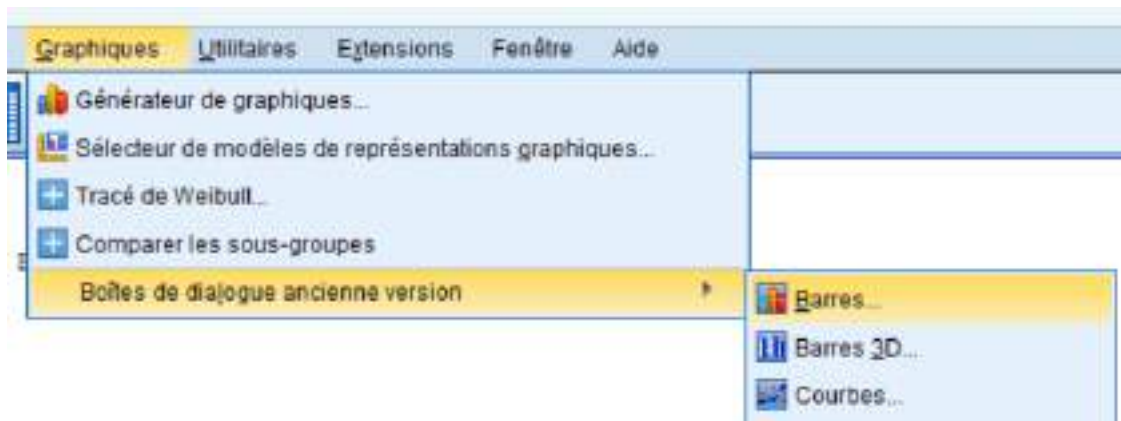 Graphiques Utilitaires Extensions Fenêtre Aide
Générateur de graphiques...
Sélecteur de modèles de représentations graphiques...
Tracé de Weibull...
Comparer les sous-groupes
Boîtes de dialogue ancienne version
Barres...
Barres 3D...
Courbes...